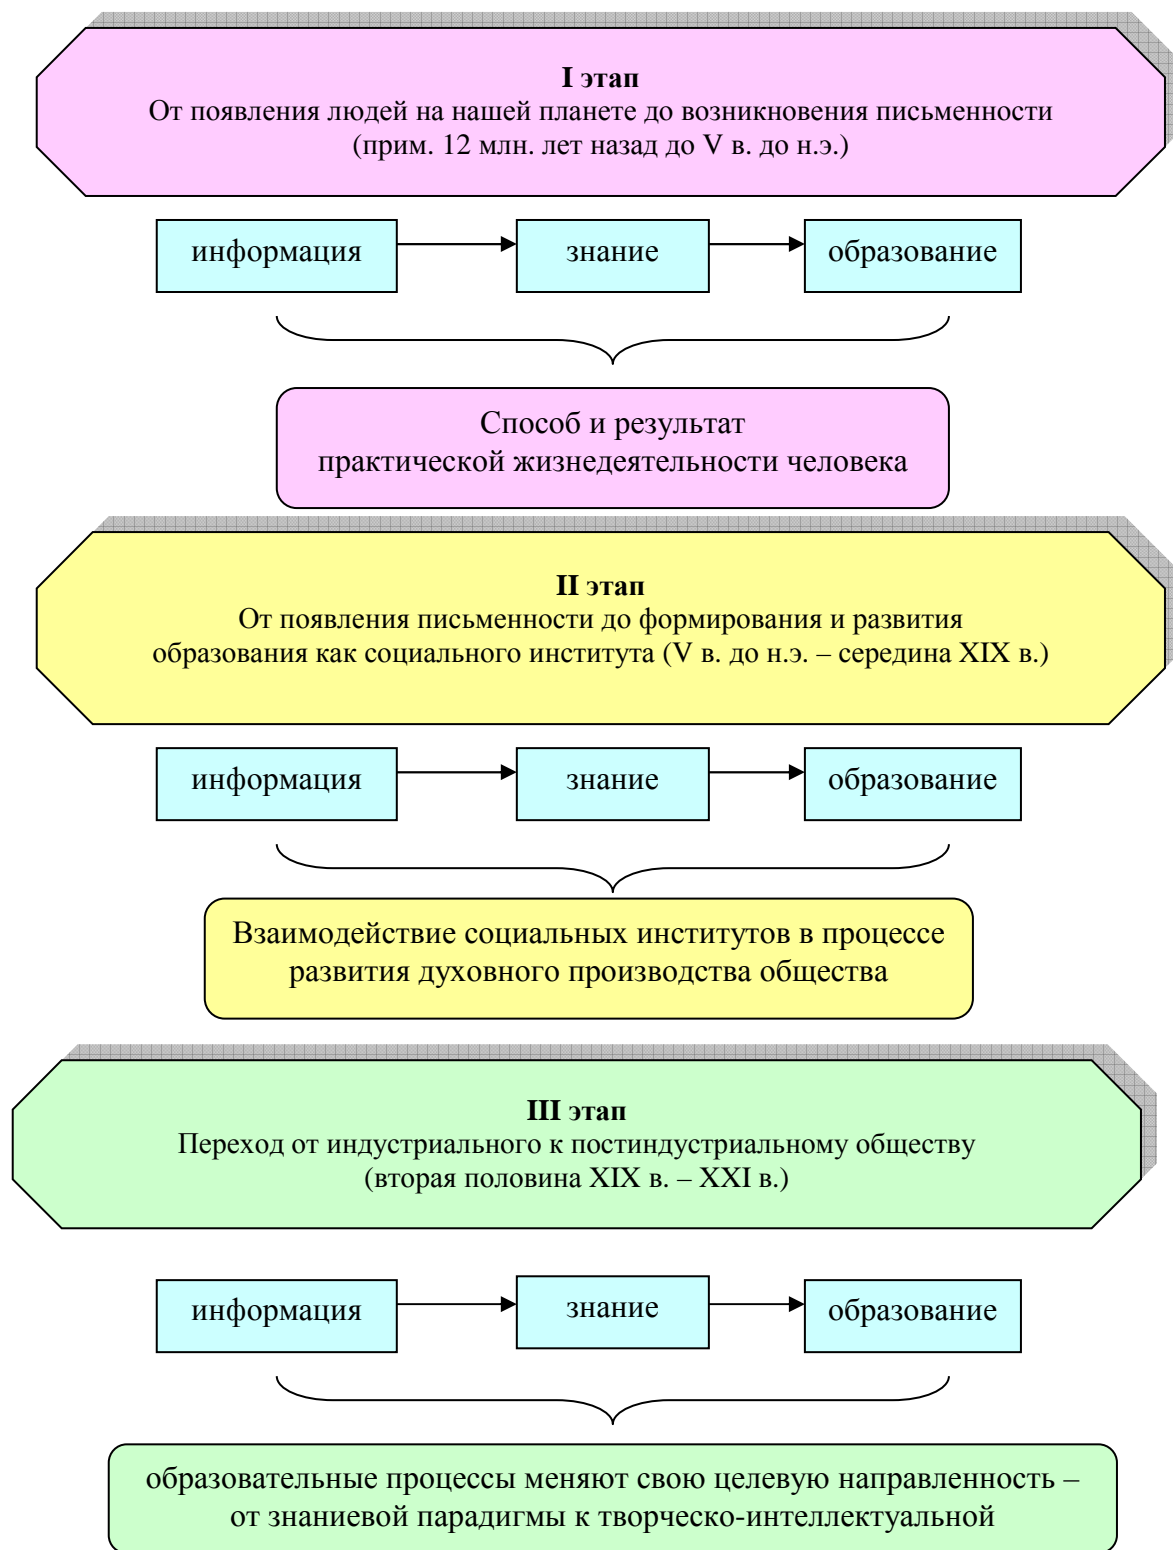 I этап
От появления людей на нашей планете до возникновения письменности
(прим. 12 млн. лет назад до V в. до н.э.)
информация
знание
образование
Способ и результат
практической жизнедеятельности человека
II этап
От появления письменности до формирования и развития
образования как социального института (V в. до н.э. – середина XIX в.)
информация
знание
образование
Взаимодействие социальных институтов в процессе
развития духовного производства общества
III этап
Переход от индустриального к постиндустриальному обществу
(вторая половина XIX в. – XXI в.)
информация
знание
образование
образовательные процессы меняют свою целевую направленность –
от знаниевой парадигмы к творческо-интеллектуальной